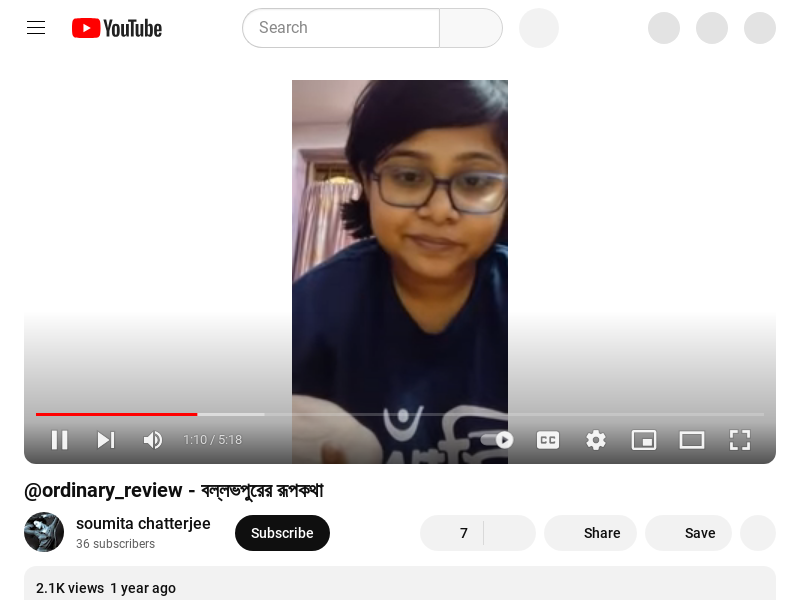 YouTube
Search
1:10 / 5:18
CC
@ordinary_review - বল্লভপুরের রূপকথা
soumita chatterjee
36 subscribers
Subscribe
7
Share
Save
2.1K views 1 year ago